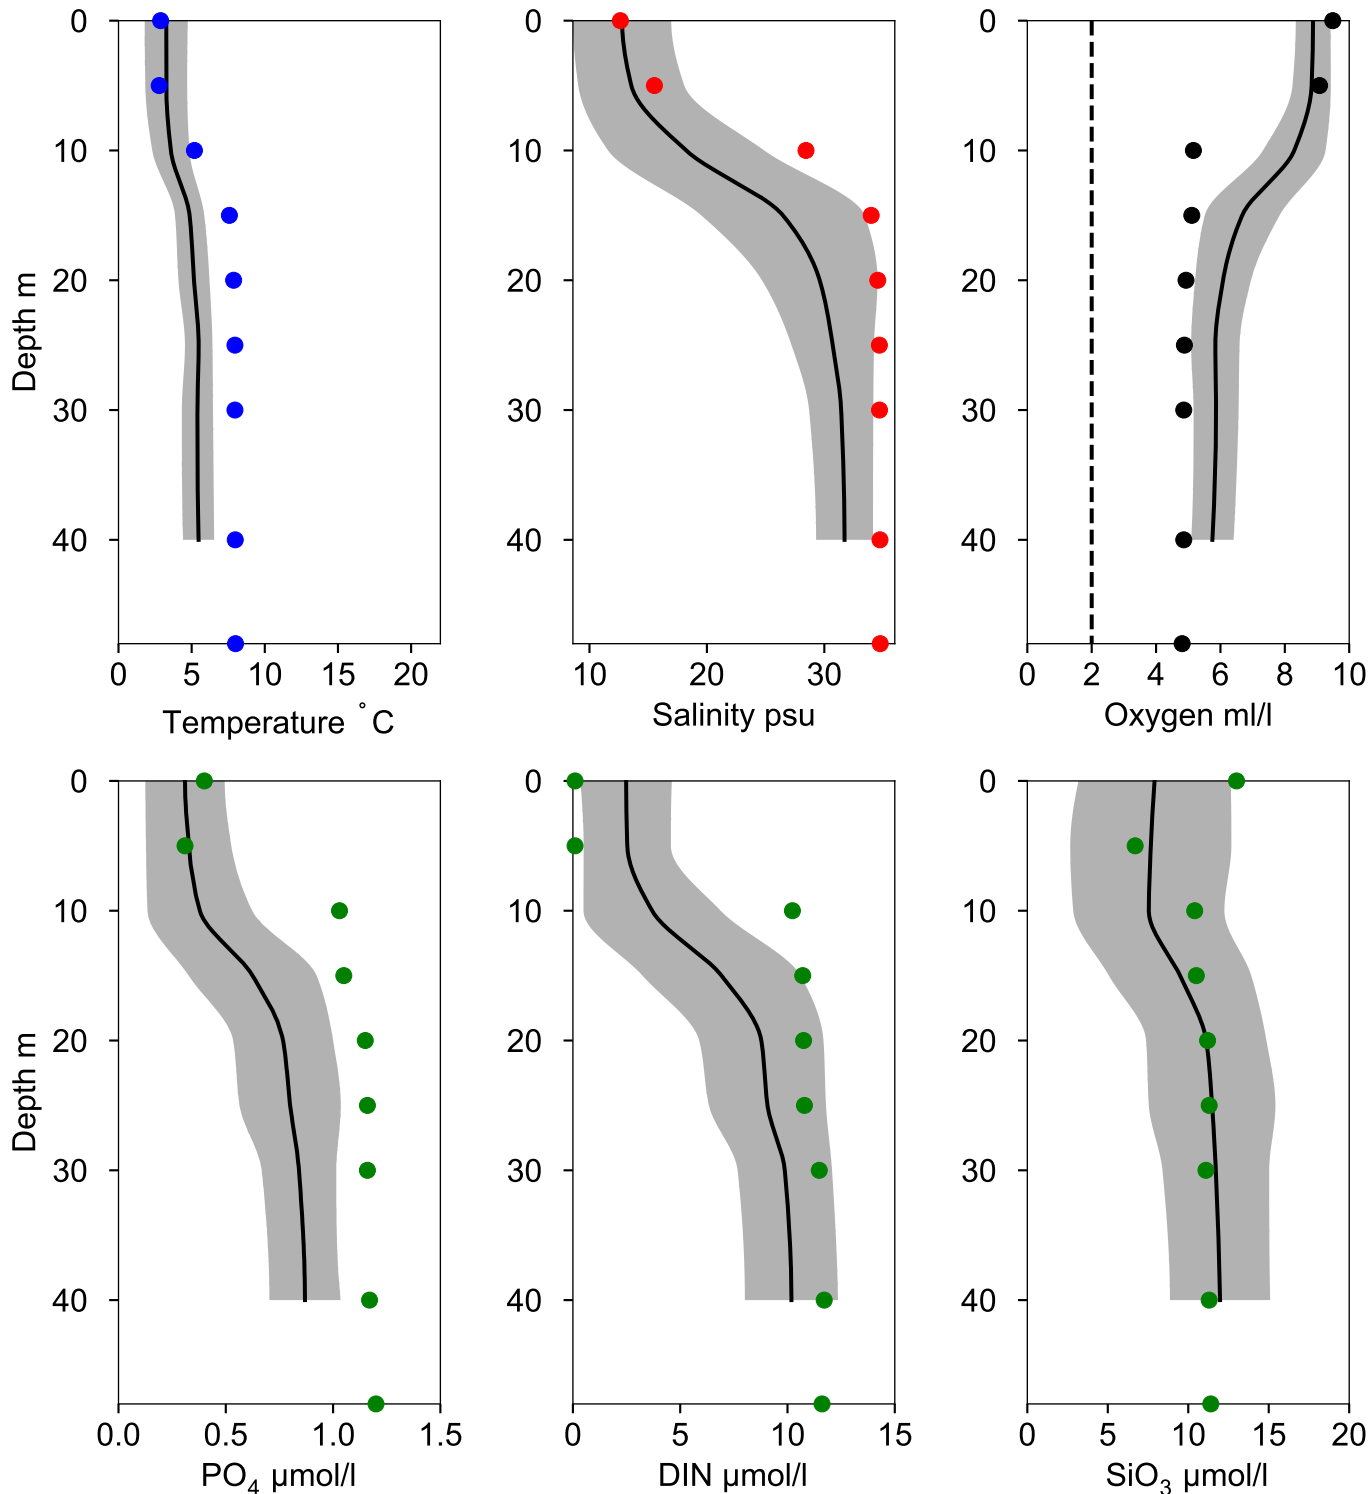 0
10
20
30
40
Depth m
0 5 10 15 20
Temperature °C
0
10
20
30
40
10 20 30
Salinity psu
0
10
20
30
40
0 2 4 6 8 10
Oxygen ml/l
0
10
20
30
40
Depth m
0.0 0.5 1.0 1.5
PO₄ µmol/l
0
10
20
30
40
0 5 10 15
DIN µmol/l
0
10
20
30
40
0 5 10 15 20
SiO₃ µmol/l